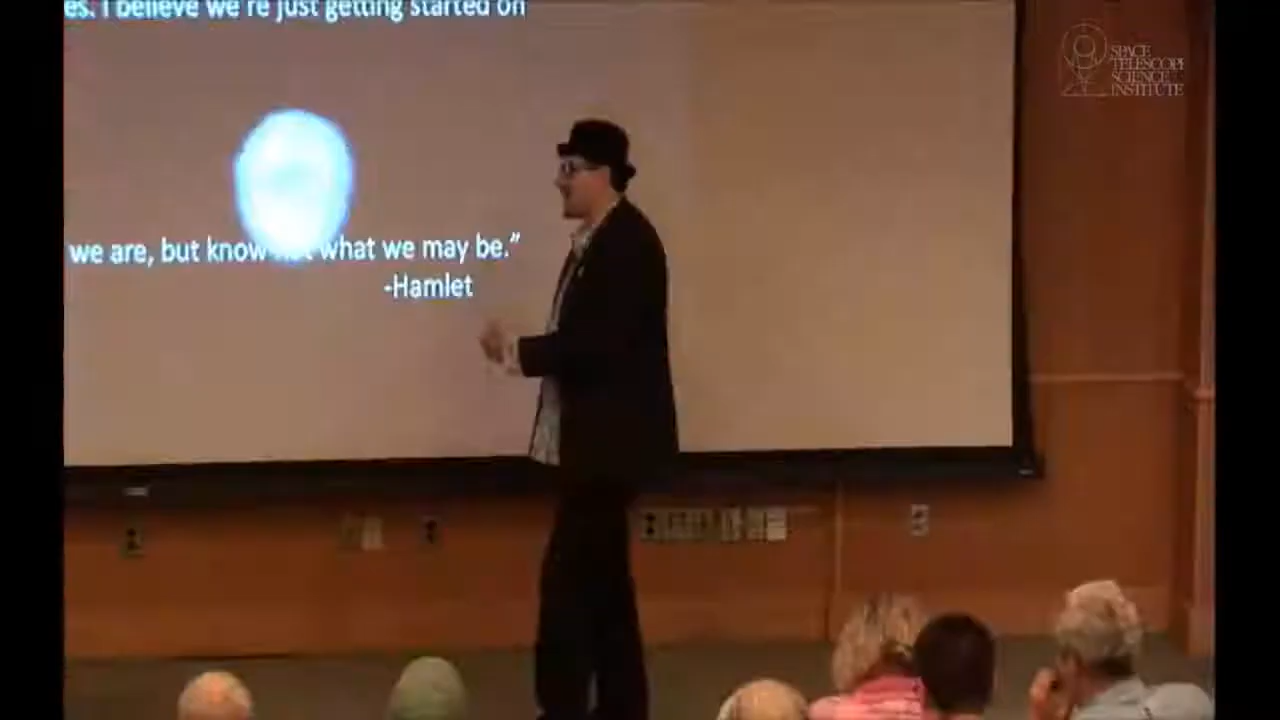 es. I believe we're just getting started on
we are, but know not what we may be.”
-Hamlet
SPACE
TELESCOPE
SCIENCE
INSTITUTE